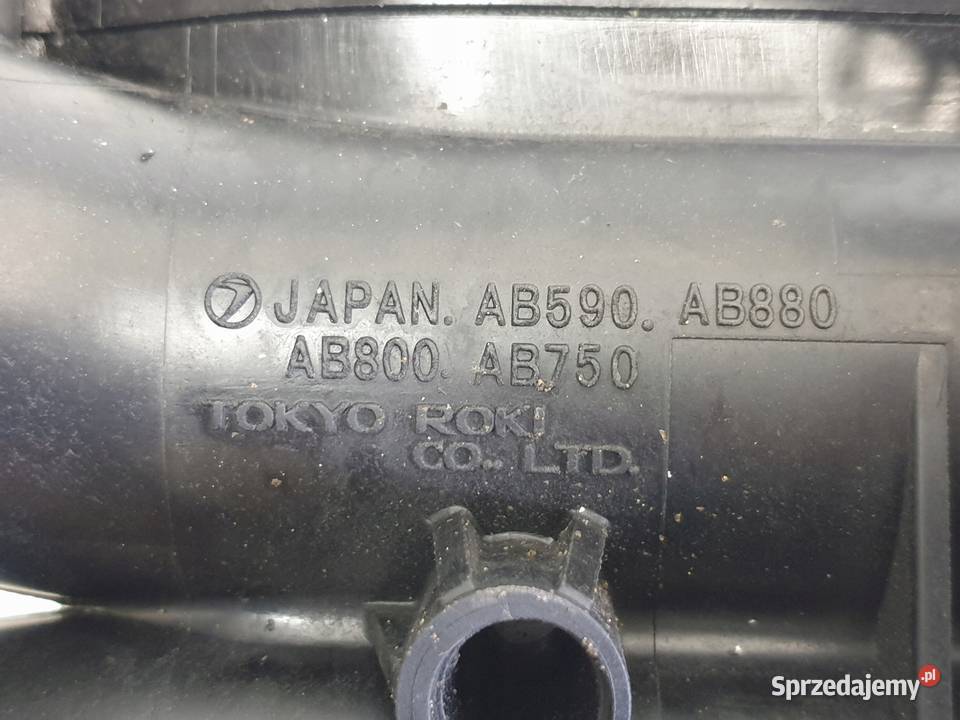 JAPAN. AB590. AB880
AB800. AB750
TOKYO ROKI
CO., LTD.
Sprzedajemy.pl